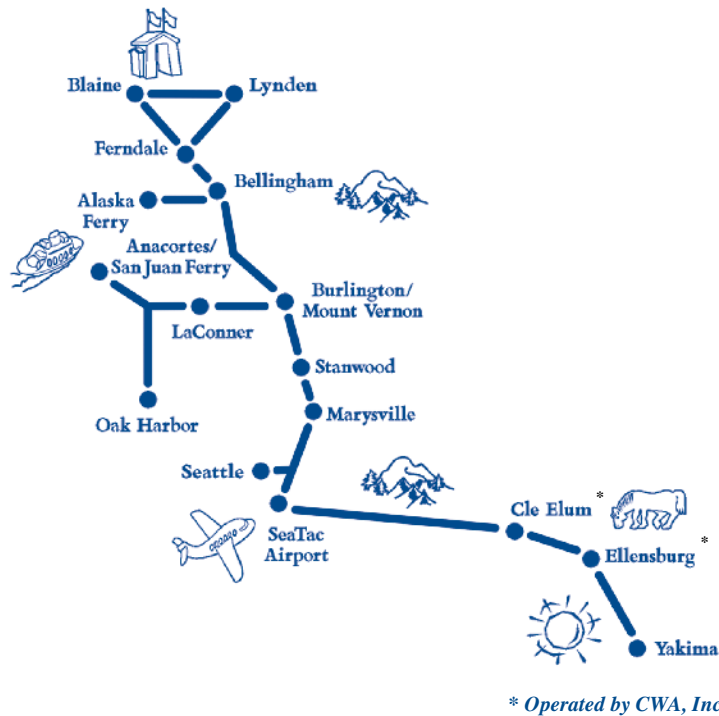 Blaine
Lynden
Ferndale
Bellingham
Alaska
Ferry
Anacortes/
San Juan Ferry
Burlington/
Mount Vernon
LaConner
Stanwood
Oak Harbor
Marysville
Seattle
Cle Elum *
SeaTac
Airport
Ellensburg *
Yakima
* Operated by CWA, Inc